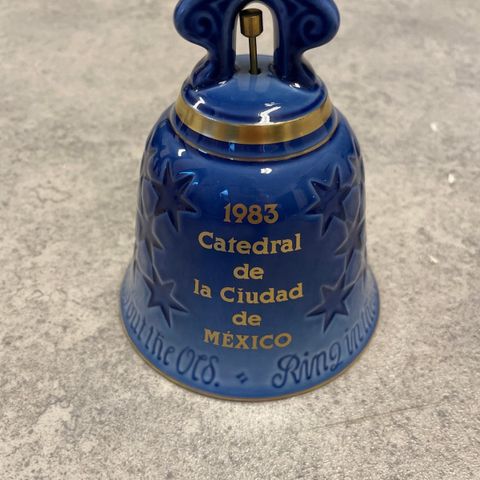 1983
Catedral
de
la Ciudad
de
MÉXICO
out the Old. Ring in the